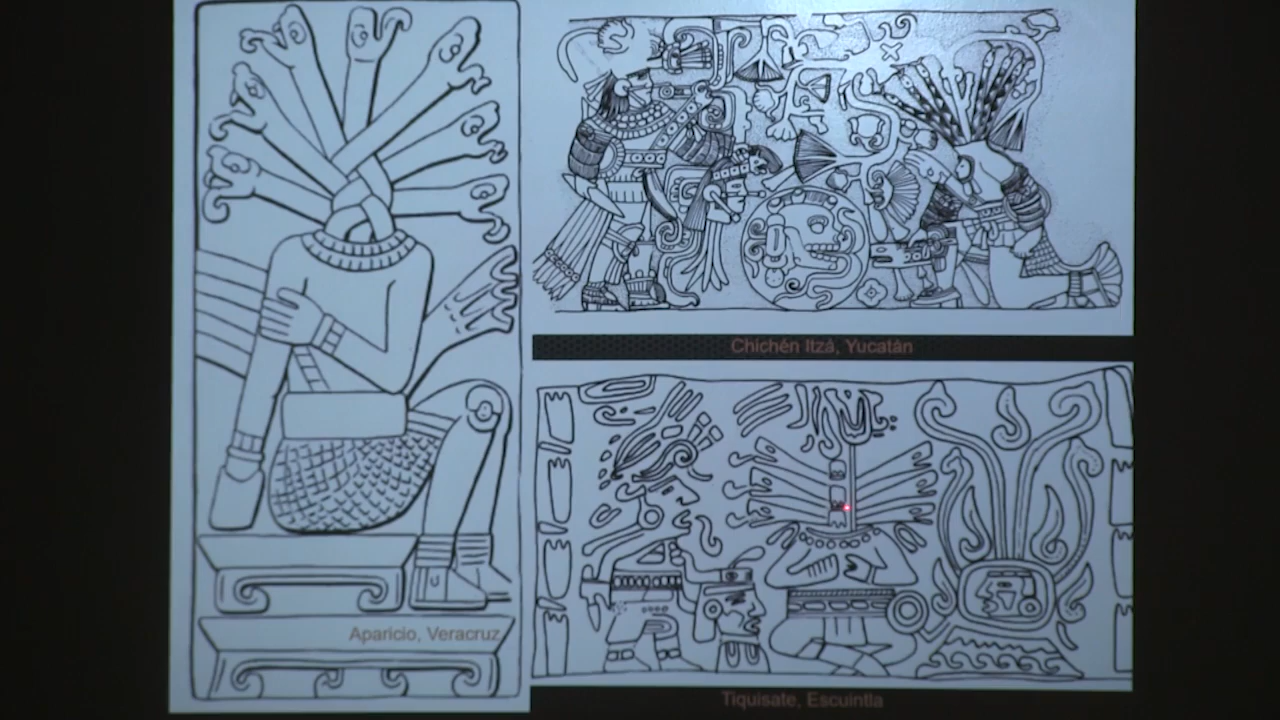 Chichén Itzá, Yucatán
Aparicio, Veracruz
Tiquisate, Escuintla